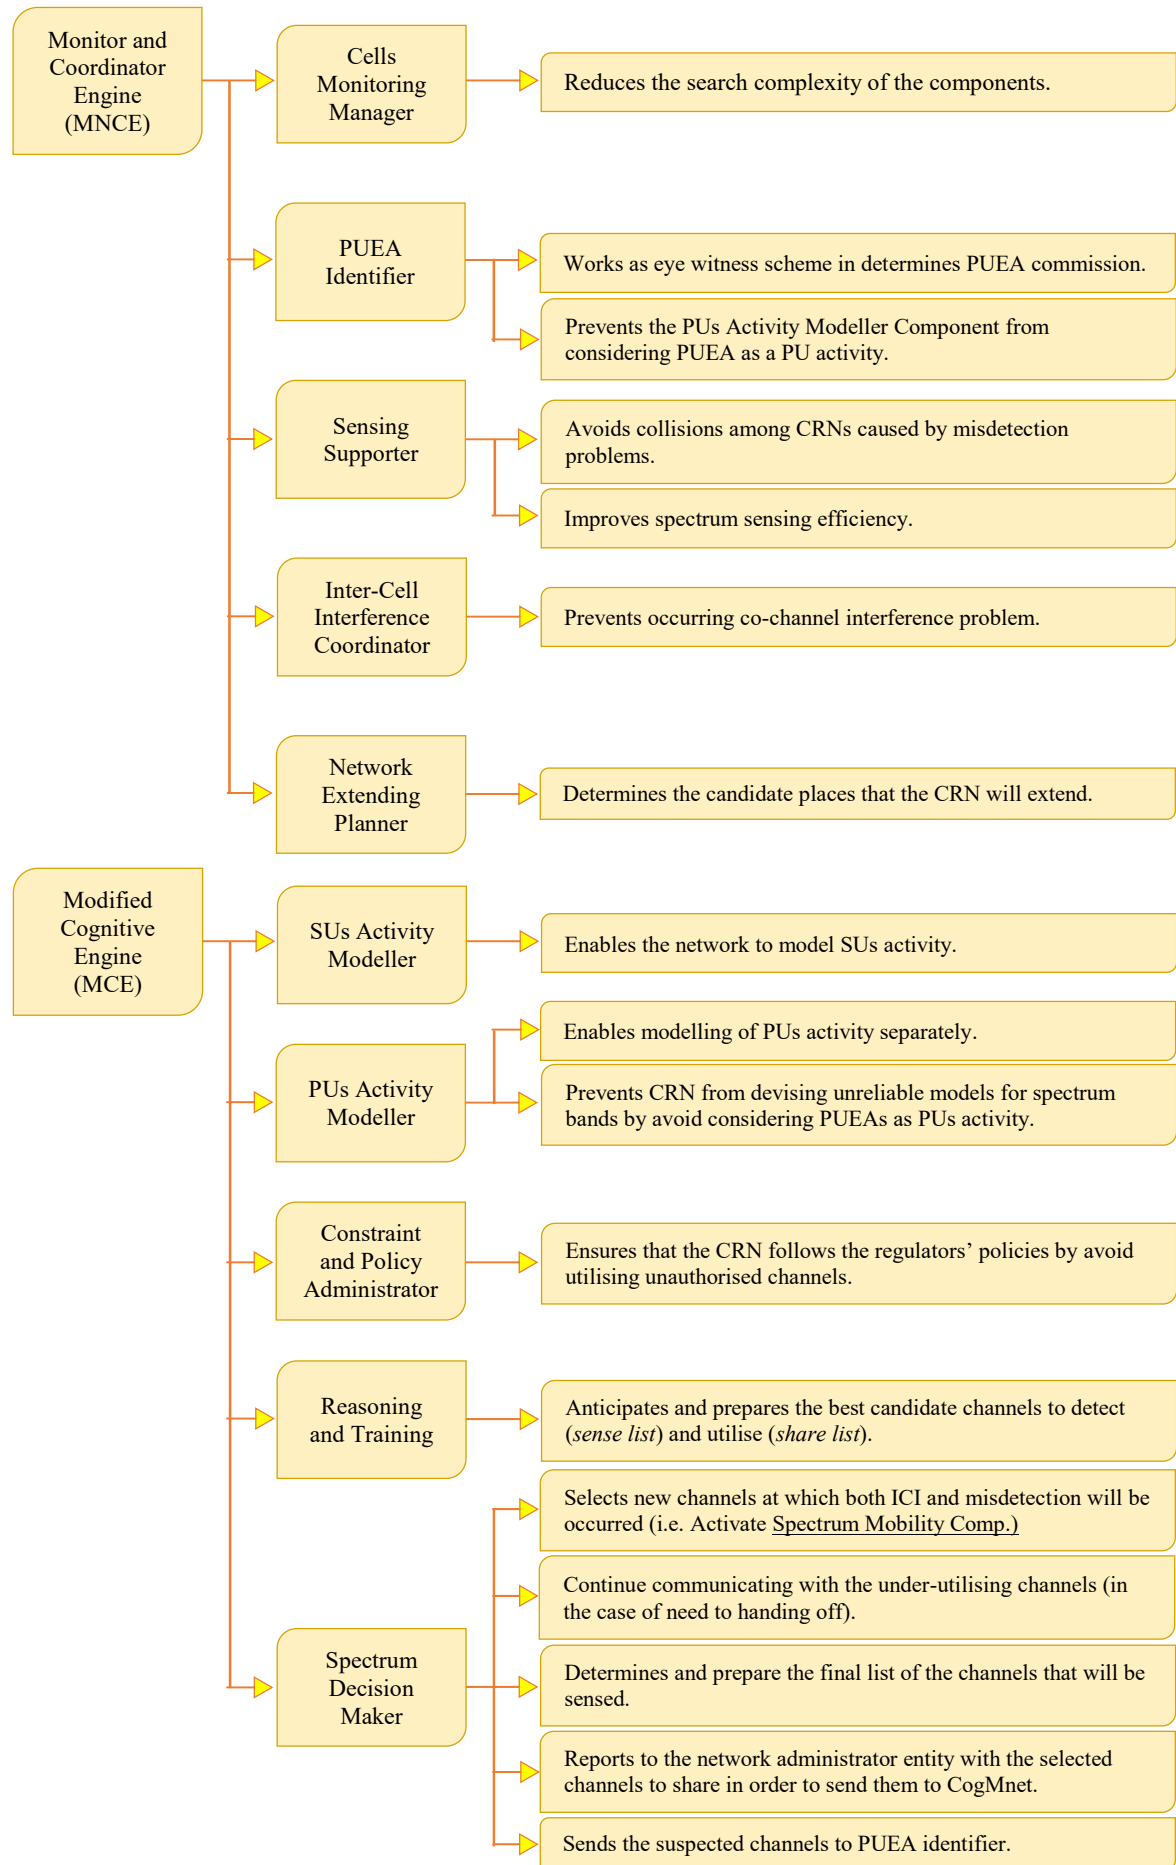 Monitor and
Coordinator
Engine
(MNCE)
Cells
Monitoring
Manager
Reduces the search complexity of the components.
PUEA
Identifier
Works as eye witness scheme in determines PUEA commission.
Prevents the PUs Activity Modeller Component from
considering PUEA as a PU activity.
Sensing
Supporter
Avoids collisions among CRNs caused by misdetection
problems.
Improves spectrum sensing efficiency.
Inter-Cell
Interference
Coordinator
Prevents occurring co-channel interference problem.
Network
Extending
Planner
Determines the candidate places that the CRN will extend.
Modified
Cognitive
Engine
(MCE)
SUs Activity
Modeller
Enables the network to model SUs activity.
PUs Activity
Modeller
Enables modelling of PUs activity separately.
Prevents CRN from devising unreliable models for spectrum
bands by avoid considering PUEAs as PUs activity.
Constraint
and Policy
Administrator
Ensures that the CRN follows the regulators’ policies by avoid
utilising unauthorised channels.
Reasoning
and Training
Anticipates and prepares the best candidate channels to detect
(sense list) and utilise (share list).
Spectrum
Decision
Maker
Selects new channels at which both ICI and misdetection will be
occurred (i.e. Activate Spectrum Mobility Comp.)
Continue communicating with the under-utilising channels (in
the case of need to handing off).
Determines and prepare the final list of the channels that will be
sensed.
Reports to the network administrator entity with the selected
channels to share in order to send them to CogMnet.
Sends the suspected channels to PUEA identifier.